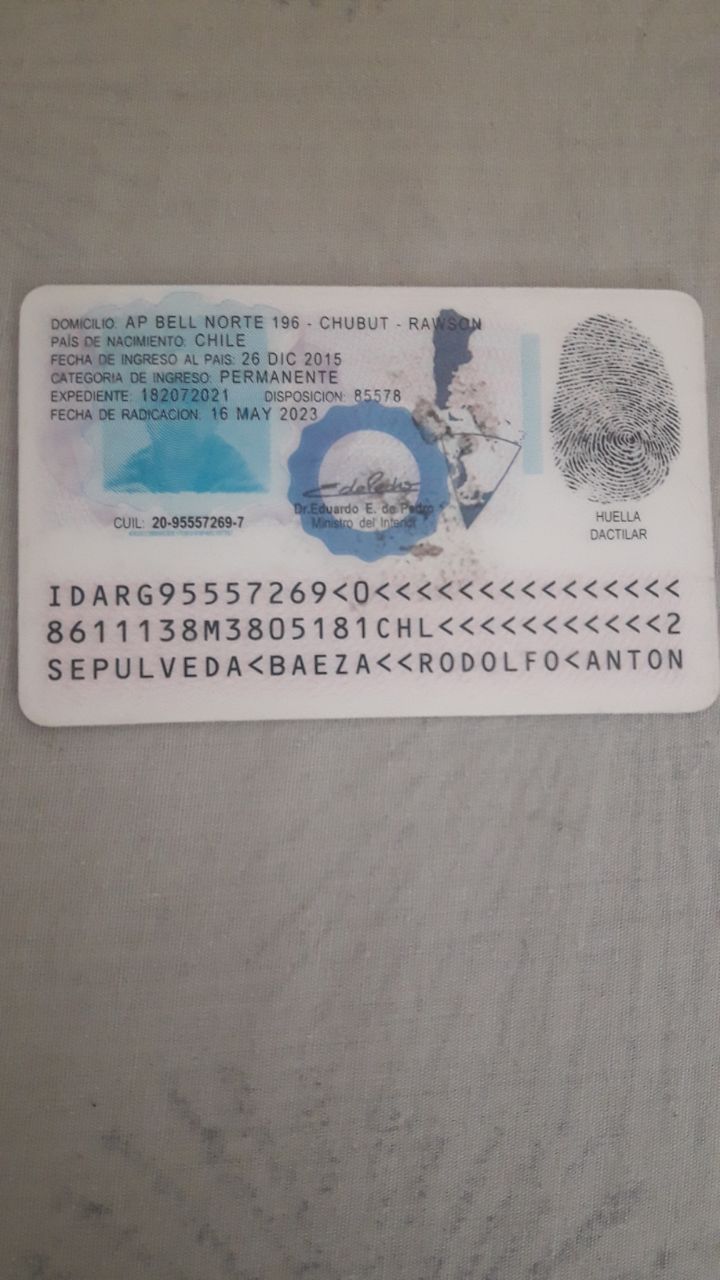 DOMICILIO: AP BELL NORTE 196 - CHUBUT - RAWSON
PAÍS DE NACIMIENTO: CHILE
FECHA DE INGRESO AL PAIS: 26 DIC 2015
CATEGORIA DE INGRESO: PERMANENTE
EXPEDIENTE: 182072021 DISPOSICION: 85578
FECHA DE RADICACION: 16 MAY 2023
Dr. Eduardo E. de Pedro
Ministro del Interior
CUIL: 20-95557269-7
HUELLA
DACTILAR
IDARG95557269<0<<<<<<<<<<<<<<<
8611138M3805181CHL<<<<<<<<<<<2
SEPULVEDA<BAEZA<<RODOLFO<ANTON